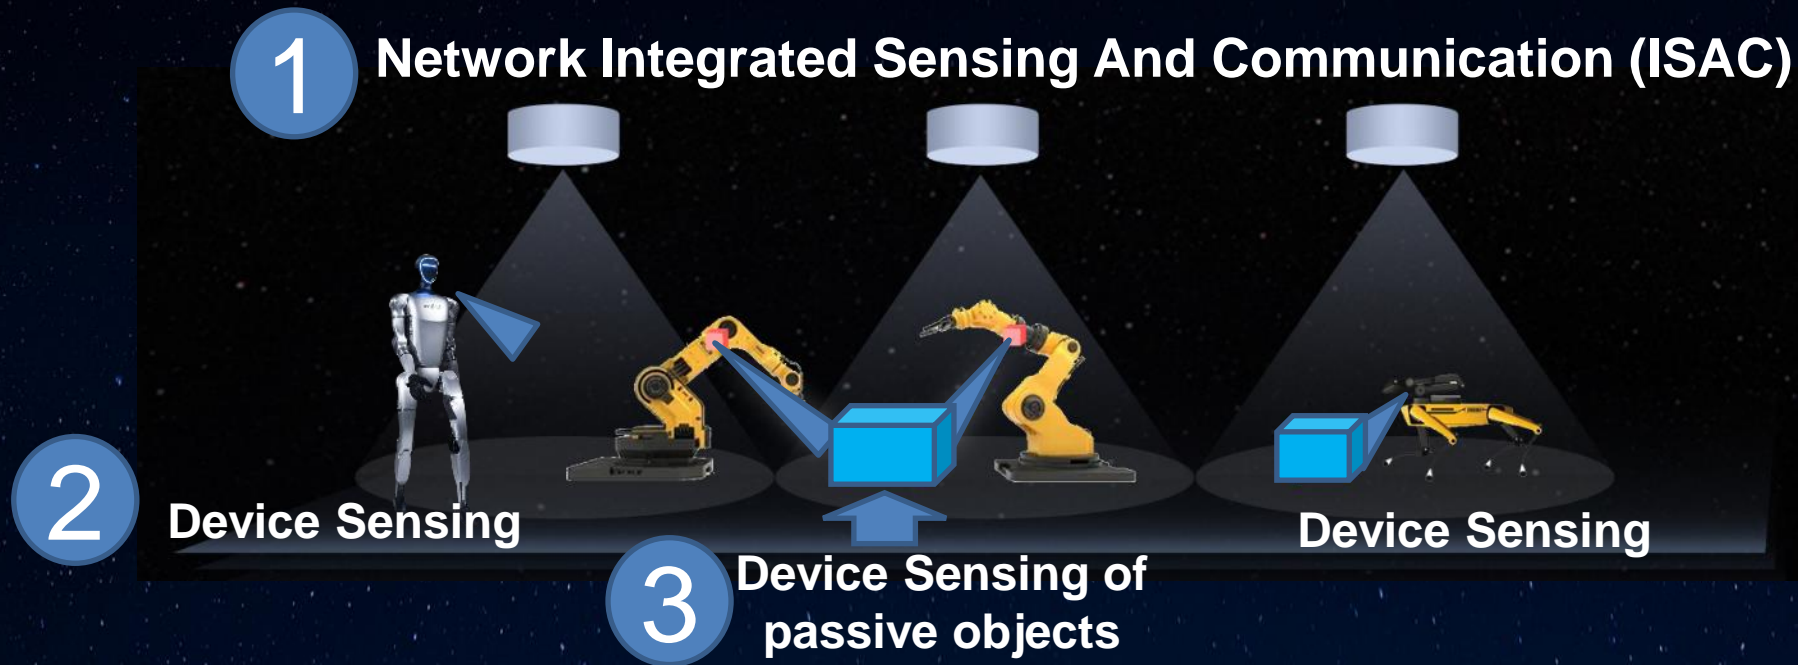 1
Network Integrated Sensing And Communication (ISAC)
2
Device Sensing
Device Sensing
3
Device Sensing of
passive objects